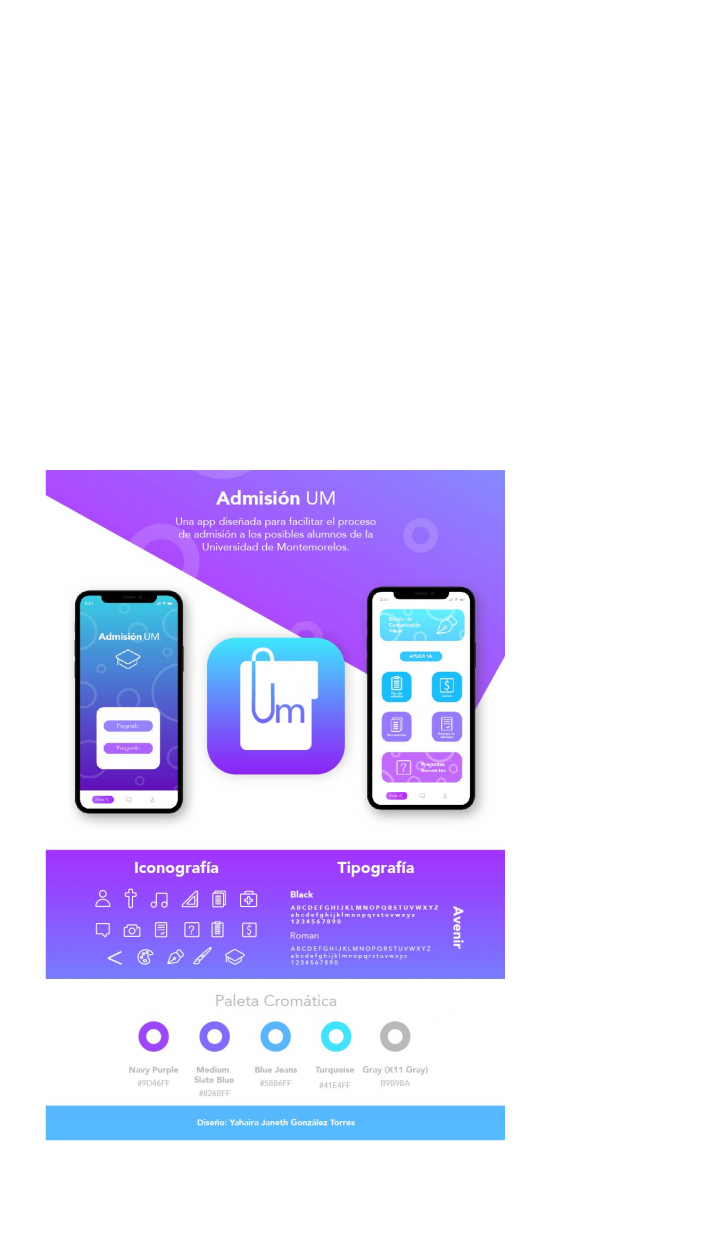 Admisión UM
Una app diseñada para facilitar el proceso
de admisión a los posibles alumnos de la
Universidad de Montemorelos.
Admisión UM
Pregrado
Posgrado
Um
Diseño de
Comunicación
Visual
APLICA YA
Preguntas
frecuentes
Iconografía
Tipografía
Black
ABCDEFGHIJKLMNOPQRSTUVWXYZ
abcdefghijklmnopqrstuvwxyz
1234567890
Roman
ABCDEFGHIJKLMNOPQRSTUVWXYZ
abcdefghijklmnopqrstuvwxyz
1234567890
Avenir
Paleta Cromática
Navy Purple
#9D46FF
Medium
Slate Blue
#826BFF
Blue Jeans
#58B6FF
Turquoise
#41E4FF
Gray (X11 Gray)
B9B9BA
Diseño: Yahaira Janeth González Torres